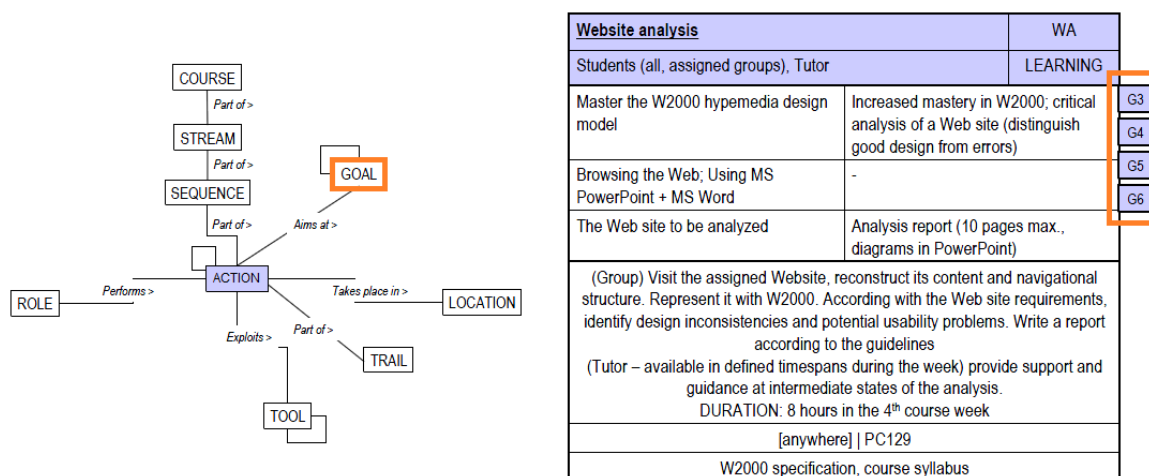 COURSE
Part of >
STREAM
Part of >
SEQUENCE
Part of >
GOAL
Aims at >
ACTION
Performs >
ROLE
Takes place in >
LOCATION
Exploits >
Part of >
TRAIL
TOOL
Website analysis
WA
Students (all, assigned groups), Tutor
LEARNING
Master the W2000 hypemedia design
model
Increased mastery in W2000; critical
analysis of a Web site (distinguish
good design from errors)
G3
G4
G5
G6
Browsing the Web; Using MS
PowerPoint + MS Word
-
The Web site to be analyzed
Analysis report (10 pages max.,
diagrams in PowerPoint)
(Group) Visit the assigned Website, reconstruct its content and navigational
structure. Represent it with W2000. According with the Web site requirements,
identify design inconsistencies and potential usability problems. Write a report
according to the guidelines
(Tutor – available in defined timespans during the week) provide support and
guidance at intermediate states of the analysis.
DURATION: 8 hours in the 4th course week
[anywhere] | PC129
W2000 specification, course syllabus